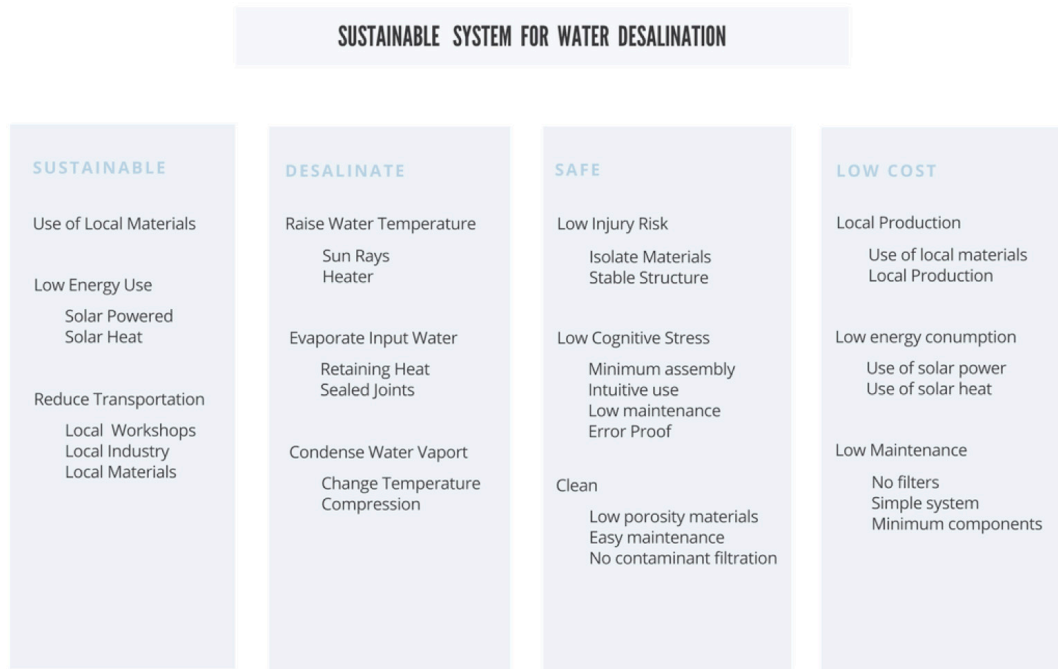 SUSTAINABLE SYSTEM FOR WATER DESALINATION
SUSTAINABLE
Use of Local Materials
Low Energy Use
Solar Powered
Solar Heat
Reduce Transportation
Local Workshops
Local Industry
Local Materials
DESALINATE
Raise Water Temperature
Sun Rays
Heater
Evaporate Input Water
Retaining Heat
Sealed Joints
Condense Water Vaport
Change Temperature
Compression
SAFE
Low Injury Risk
Isolate Materials
Stable Structure
Low Cognitive Stress
Minimum assembly
Intuitive use
Low maintenance
Error Proof
Clean
Low porosity materials
Easy maintenance
No contaminant filtration
LOW COST
Local Production
Use of local materials
Local Production
Low energy conumption
Use of solar power
Use of solar heat
Low Maintenance
No filters
Simple system
Minimum components